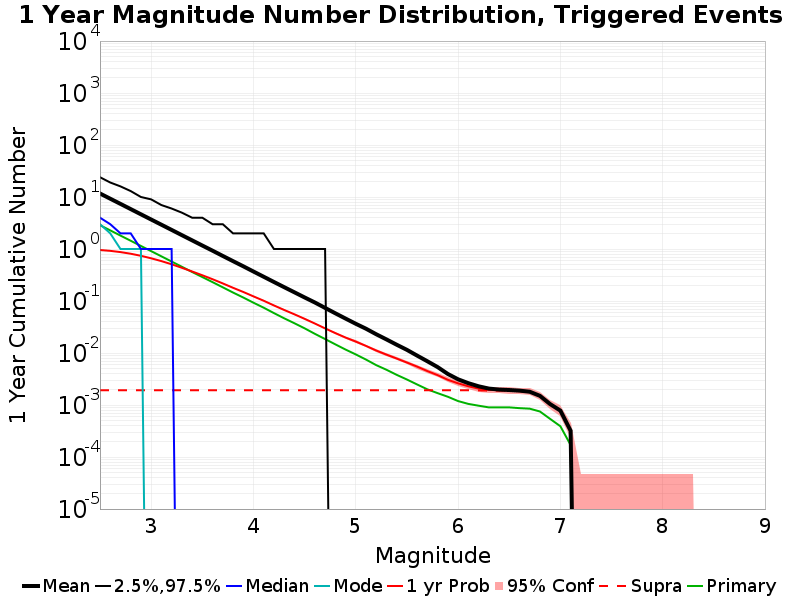 1 Year Magnitude Number Distribution, Triggered Events
1 Year Cumulative Number
10^4
10^3
10^2
10^1
10^0
10^-1
10^-2
10^-3
10^-4
10^-5
3 4 5 6 7 8 9
Magnitude
Mean 2.5%,97.5% Median Mode 1 yr Prob 95% Conf Supra Primary